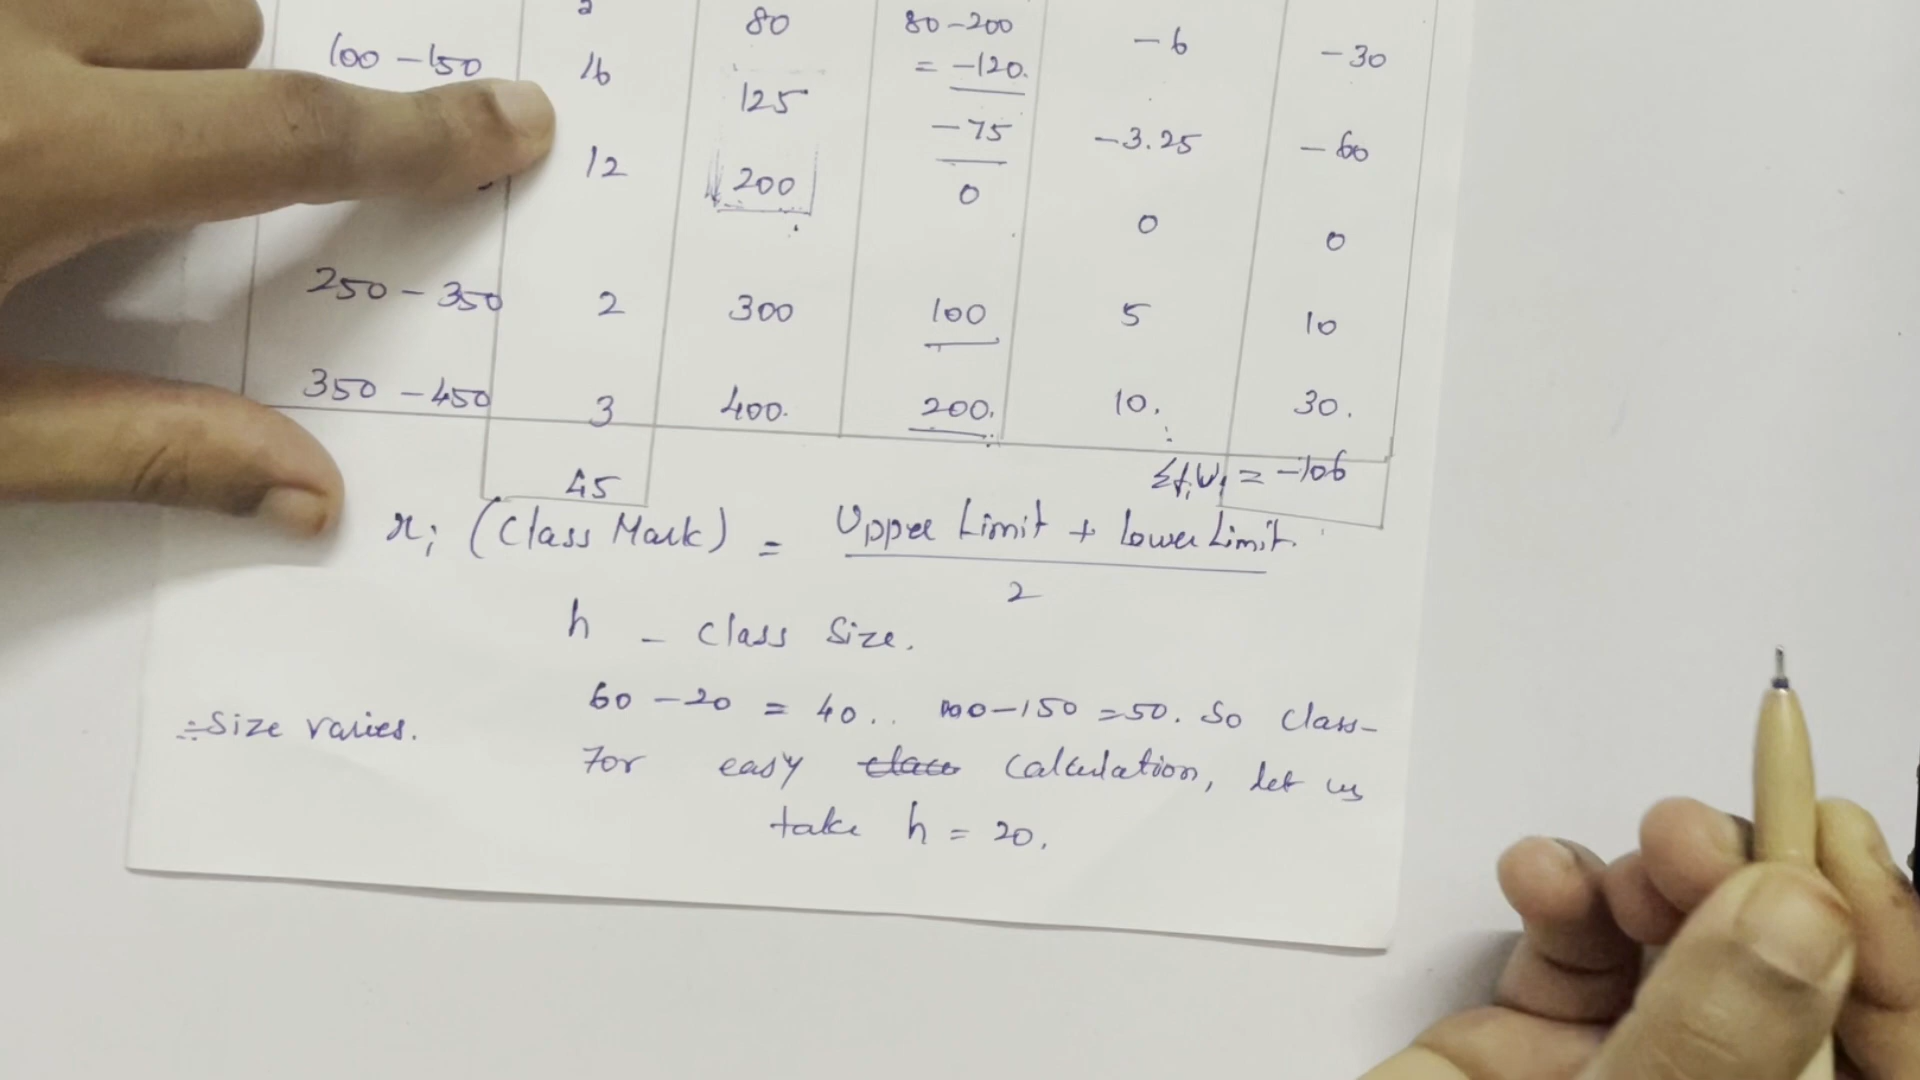 80 80-200 -6 -30
100-150 16 = -120.
125 -75 -3.25 -60
12 200 0 0 0
250-350 2 300 100 5 10
350-450 3 400. 200. 10. 30.
45 Σfiui = -106
xi (Class Mark) = Upper Limit + Lower Limit.
2
h - Class Size.
60-20 = 40.. 100-150=50. So Class-
=Size varies.
For easy calculation, let us
take h = 20.